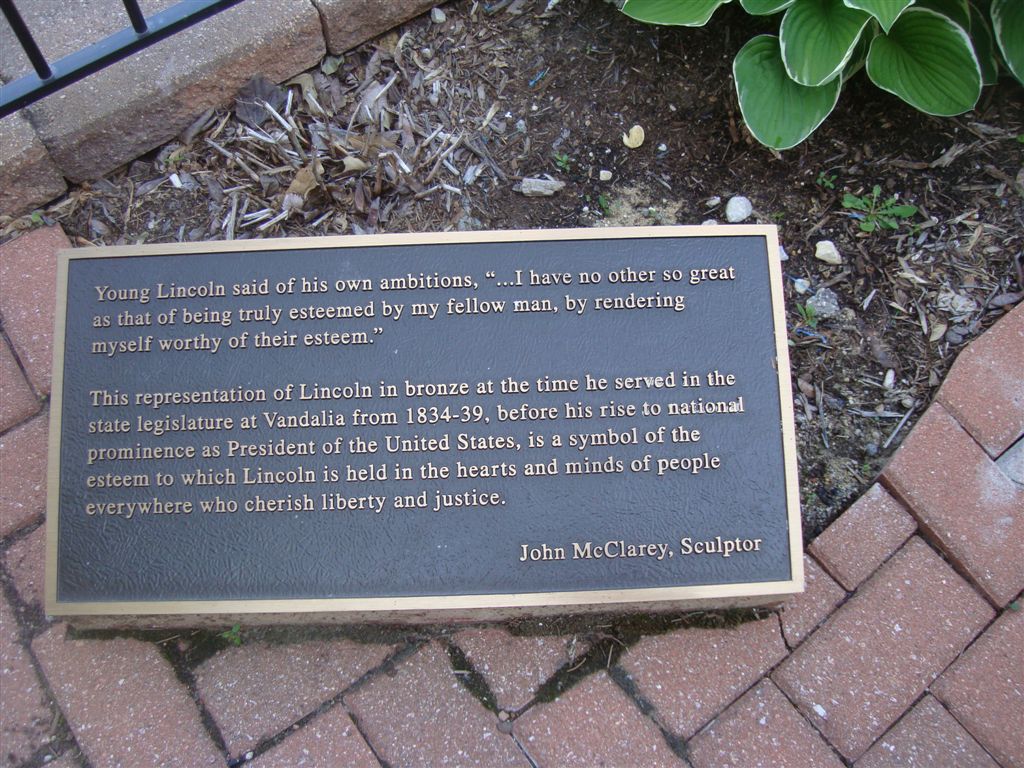 Young Lincoln said of his own ambitions, “...I have no other so great
as that of being truly esteemed by my fellow man, by rendering
myself worthy of their esteem.”
This representation of Lincoln in bronze at the time he served in the
state legislature at Vandalia from 1834-39, before his rise to national
prominence as President of the United States, is a symbol of the
esteem to which Lincoln is held in the hearts and minds of people
everywhere who cherish liberty and justice.
John McClarey, Sculptor